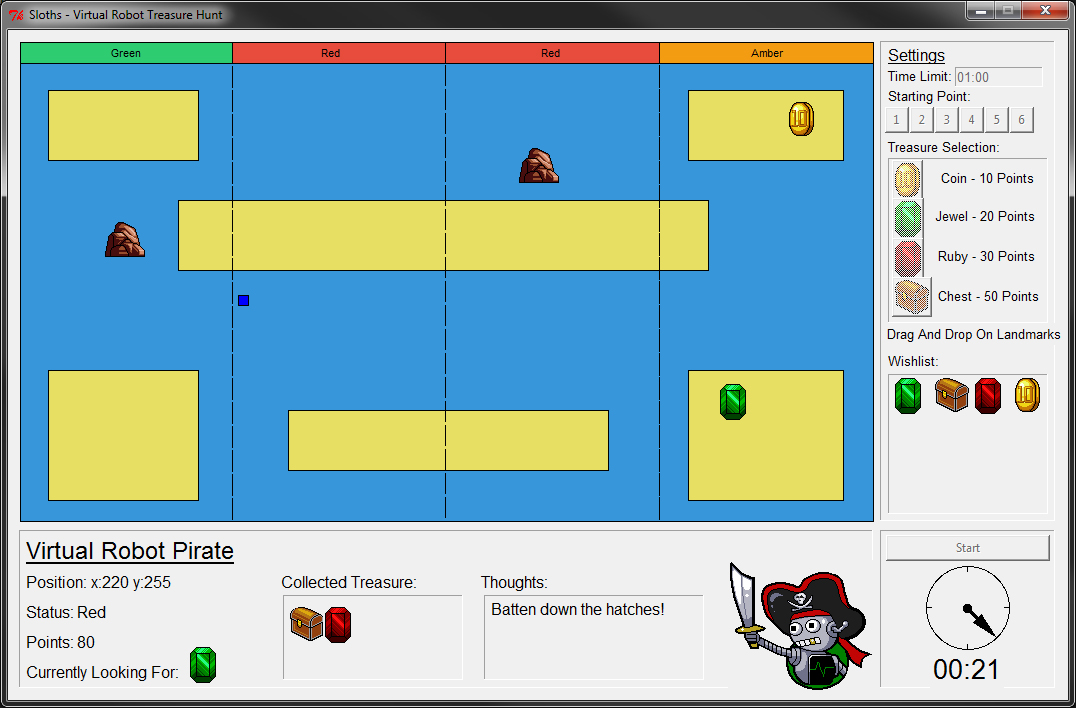 Sloths - Virtual Robot Treasure Hunt
Green Red Red Amber
10
Settings
Time Limit: 01:00
Starting Point:
1 2 3 4 5 6
Treasure Selection:
10 Coin - 10 Points
Jewel - 20 Points
Ruby - 30 Points
Chest - 50 Points
Drag And Drop On Landmarks
Wishlist:
10
Virtual Robot Pirate
Position: x:220 y:255
Status: Red
Points: 80
Currently Looking For:
Collected Treasure:
Thoughts:
Batten down the hatches!
Start
00:21